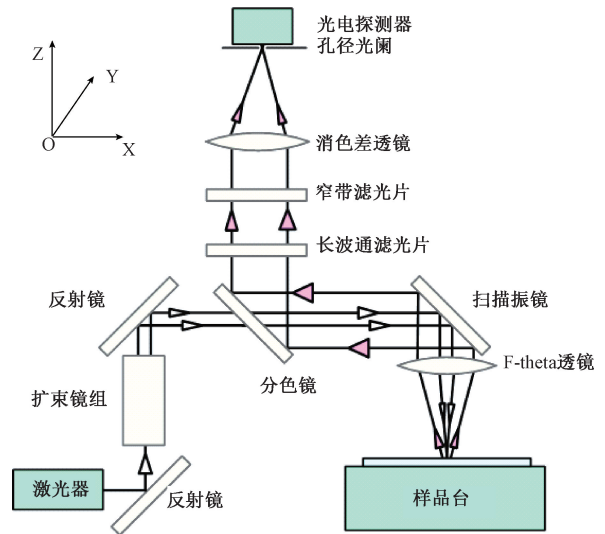 光电探测器
孔径光阑
Z
Y
O
X
消色差透镜
窄带滤光片
长波通滤光片
反射镜
扫描振镜
F-theta透镜
分色镜
扩束镜组
激光器
反射镜
样品台